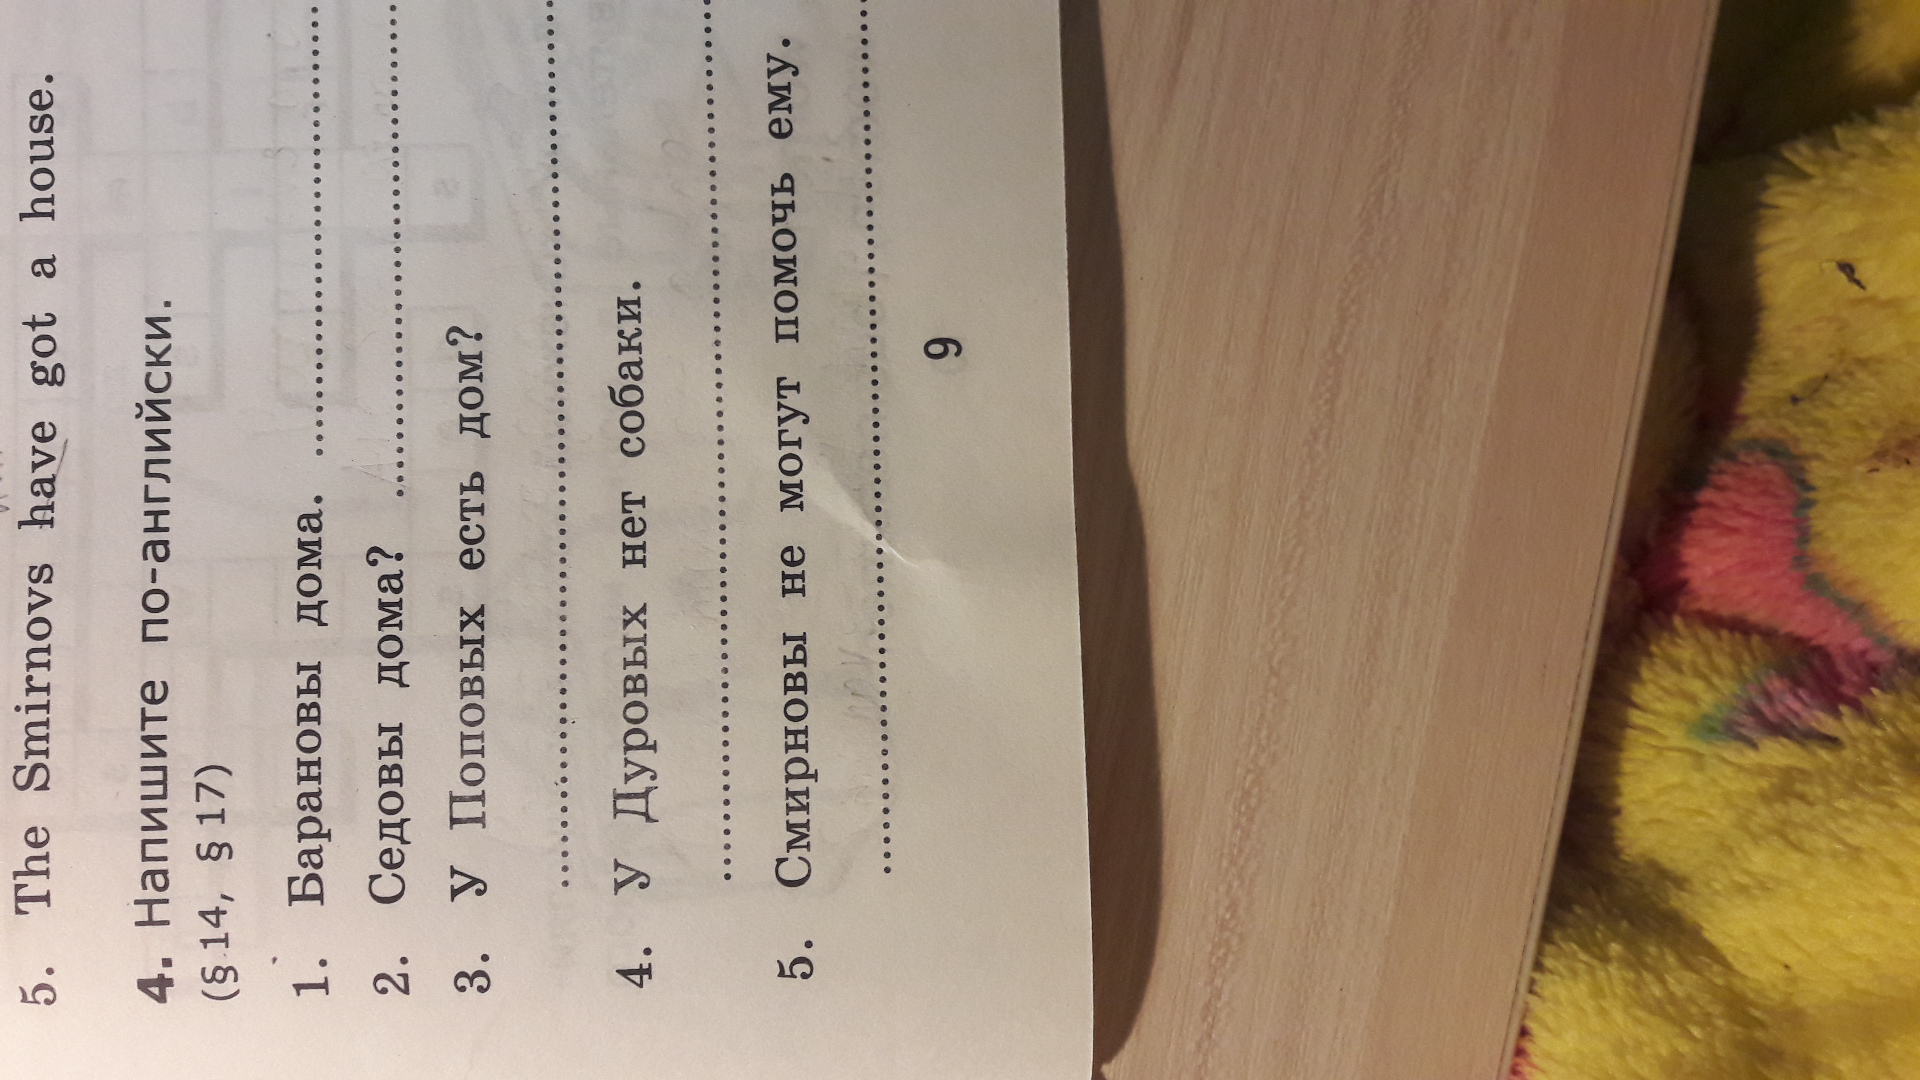 5. The Smirnovs have got a house.
4. Напишите по-английски.
(§ 14, § 17)
1. Барановы дома. ..............................
2. Седовы дома? ..............................
3. У Поповых есть дом?
............................................................
4. У Дуровых нет собаки.
............................................................
5. Смирновы не могут помочь ему.
............................................................
9